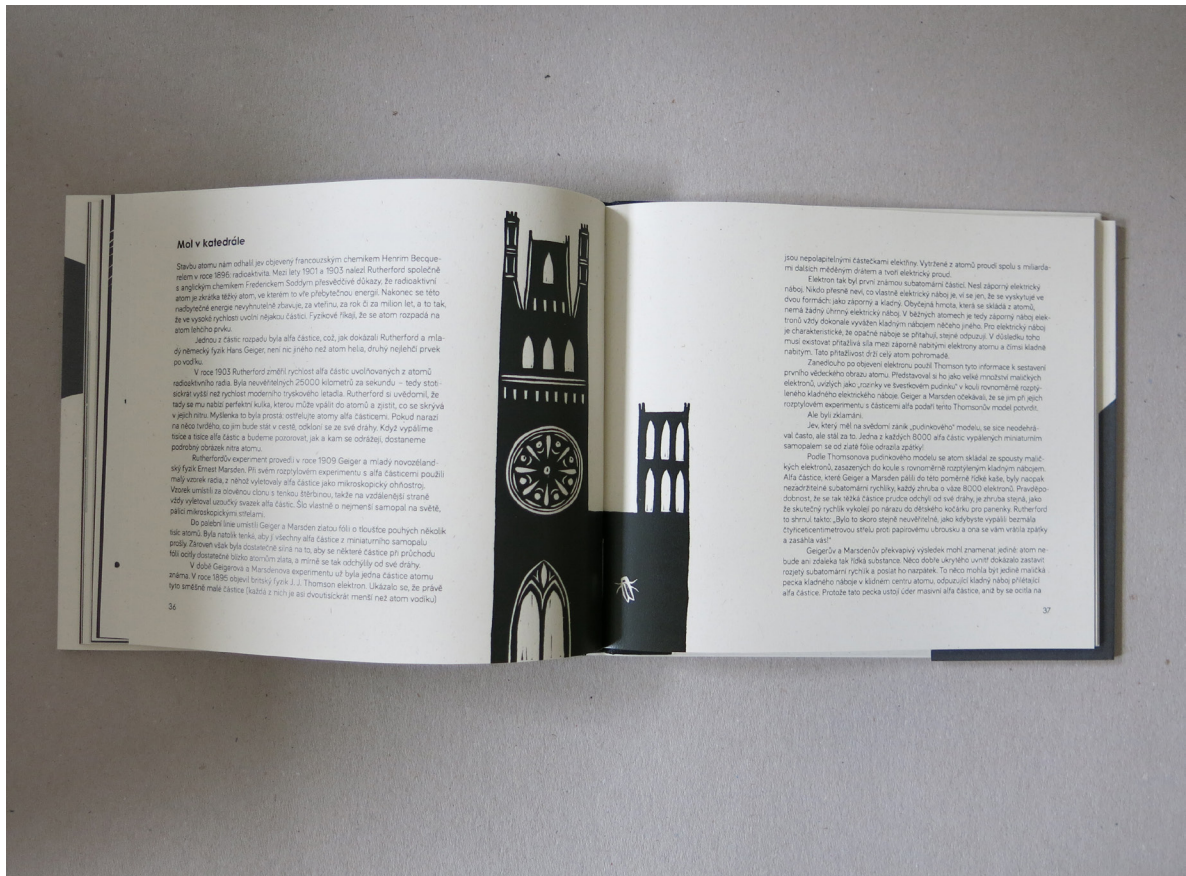 Mol v katedrále
Stavbu atomu nám odhalil jev objevený francouzským chemikem Henrim Becque-
relem v roce 1896: radioaktivita. Mezi lety 1901 a 1903 nalezl Rutherford společně
s anglickým chemikem Frederickem Soddym přesvědčivé důkazy, že radioaktivní
atom je zkrátka těžký atom, ve kterém to vře přebytečnou energií. Nakonec se této
nadbytečné energie nevyhnutelně zbavuje, za vteřinu, za rok či za milion let, a to tak,
že ve vysoké rychlosti uvolní nějakou částici. Fyzikové říkají, že se atom rozpadá na
atom lehčího prvku.
Jednou z částic rozpadu byla alfa částice, což, jak dokázali Rutherford a mla-
dý německý fyzik Hans Geiger, není nic jiného než atom helia, druhý nejlehčí prvek
po vodíku.
V roce 1903 Rutherford změřil rychlost alfa částic uvolňovaných z atomů
radioaktivního radia. Byla neuvěřitelných 25000 kilometrů za sekundu – tedy stoti-
sickrát vyšší než rychlost moderního tryskového letadla. Rutherford si uvědomil, že
tady se mu nabízí perfektní kulka, kterou může vpálit do atomů a zjistit, co se skrývá
v jejich nitru. Myšlenka to byla prostá: ostřelujte atomy alfa částicemi. Pokud narazí
na něco tvrdého, co jim bude stát v cestě, odkloní se ze své dráhy. Když vypálíme
tisíce a tisíce alfa částic a budeme pozorovat, jak a kam se odrážejí, dostaneme
podrobný obrázek nitra atomu.
Rutherfordův experiment provedli v roce 1909 Geiger a mladý novozéland-
ský fyzik Ernest Marsden. Při svém rozptylovém experimentu s alfa částicemi použili
malý vzorek radia, z něhož vyletovaly alfa částice jako mikroskopický ohňostroj.
Vzorek umístili za olověnou clonu s tenkou štěrbinou, takže na vzdálenější straně
vždy vyletoval uzoučký svazek alfa částic. Šlo vlastně o nejmenší samopal na světě,
pálící mikroskopickými střelami.
Do palební linie umístili Geiger a Marsden zlatou fólii o tloušťce pouhých několik
tisíc atomů. Byla natolik tenká, aby jí všechny alfa částice z miniaturního samopalu
prošly. Zároveň však byla dostatečně silná na to, aby se některé částice při průchodu
fólií ocitly dostatečně blízko atomům zlata, a mírně se tak odchýlily od své dráhy.
V době Geigerova a Marsdenova experimentu už byla jedna částice atomu
známa. V roce 1895 objevil britský fyzik J. J. Thomson elektron. Ukázalo se, že právě
tyto směšně malé částice (každá z nich je asi dvoutisíckrát menší než atom vodíku)
36
jsou nepolapitelnými částečkami elektřiny. Vytržené z atomů proudí spolu s miliarda-
mi dalších měděným drátem a tvoří elektrický proud.
Elektron tak byl první známou subatomární částicí. Nesl záporný elektrický
náboj. Nikdo přesně neví, co vlastně elektrický náboj je, ví se jen, že se vyskytuje ve
dvou formách: jako záporný a kladný. Obyčejná hmota, která se skládá z atomů,
nemá žádný úhrnný elektrický náboj. V běžných atomech je tedy záporný náboj elek-
tronů vždy dokonale vyvážen kladným nábojem něčeho jiného. Pro elektrický náboj
je charakteristické, že opačné náboje se přitahují, stejné odpuzují. V důsledku toho
musí existovat přitažlivá síla mezi záporně nabitými elektrony atomu a čímsi kladně
nabitým. Tato přitažlivost drží celý atom pohromadě.
Zanedlouho po objevení elektronu použil Thomson tyto informace k sestavení
prvního vědeckého obrazu atomu. Představoval si ho jako velké množství maličkých
elektronů, uvízlých jako „rozinky ve švestkovém pudinku“ v kouli rovnoměrně rozptý-
leného kladného elektrického náboje. Geiger a Marsden očekávali, že se jim při jejich
rozptylovém experimentu s částicemi alfa podaří tento Thomsonův model potvrdit.
Ale byli zklamáni.
Jev, který měl na svědomí zánik „pudinkového“ modelu, se sice neodehrá-
val často, ale stál za to. Jedna z každých 8000 alfa částic vypálených miniaturním
samopalem se od zlaté fólie odrazila zpátky!
Podle Thomsonova pudinkového modelu se atom skládal ze spousty malič-
kých elektronů, zasazených do koule s rovnoměrně rozptýleným kladným nábojem.
Alfa částice, které Geiger a Marsden pálili do této poměrně řídké kaše, byly naopak
nezadržitelné subatomární rychlíky, každý zhruba o váze 8000 elektronů. Pravděpo-
dobnost, že se tak těžká částice prudce odchýlí od své dráhy, je zhruba stejná, jako
že skutečný rychlík vykolejí po nárazu do dětského kočárku pro panenky. Rutherford
to shrnul takto: „Bylo to skoro stejně neuvěřitelné, jako kdybyste vypálili bezmála
čtyřiceticentimetrovou střelu proti papírovému ubrousku a ona se vám vrátila zpátky
a zasáhla vás!“
Geigerův a Marsdenův překvapivý výsledek mohl znamenat jediné: atom ne-
bude ani zdaleka tak řídká substance. Něco dobře ukrytého uvnitř dokázalo zastavit
rozjetý subatomární rychlík a poslat ho nazpátek. To něco mohla být jedině maličká
pecka kladného náboje v klidném centru atomu, odpuzující kladný náboj přilétající
alfa částice. Protože tato pecka ustojí úder masivní alfa částice, aniž by se ocitla na
37